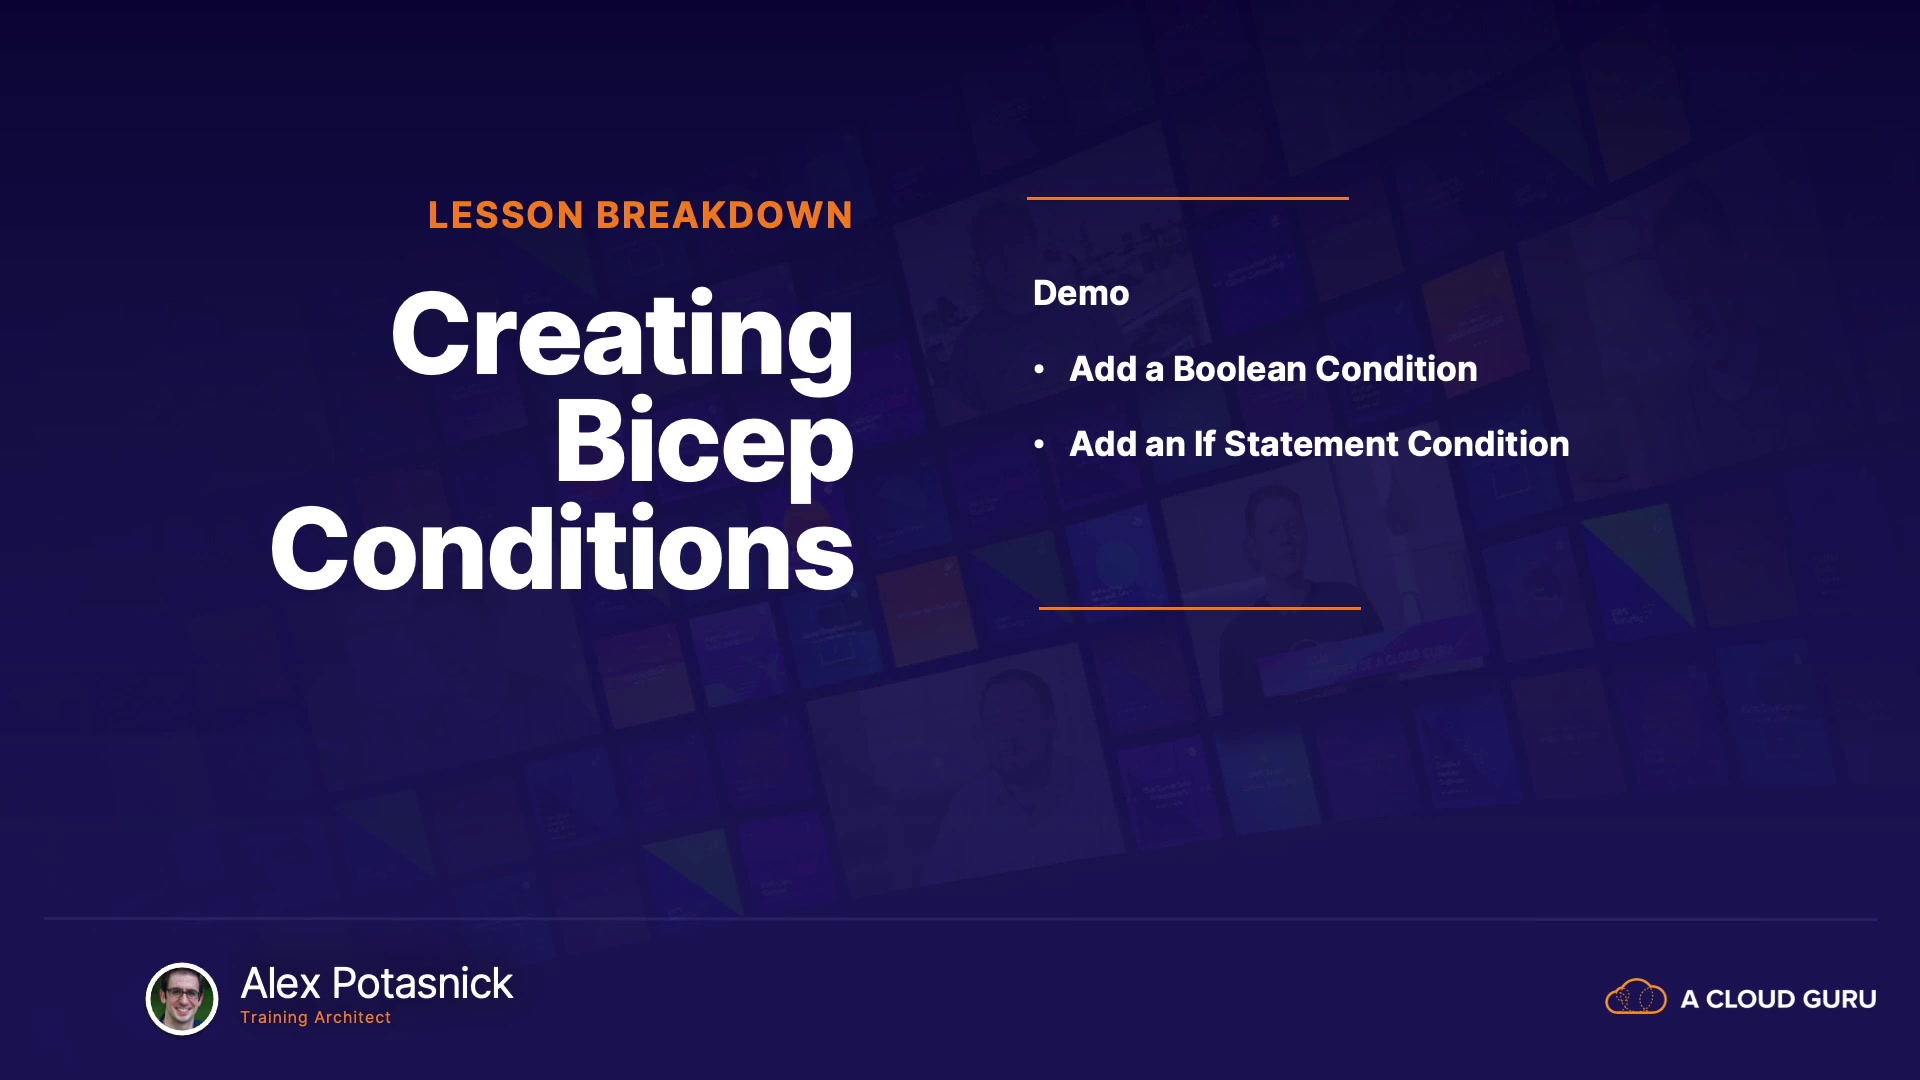 LESSON BREAKDOWN
Creating
Bicep
Conditions
Demo
• Add a Boolean Condition
• Add an If Statement Condition
Alex Potasnick
Training Architect
A CLOUD GURU